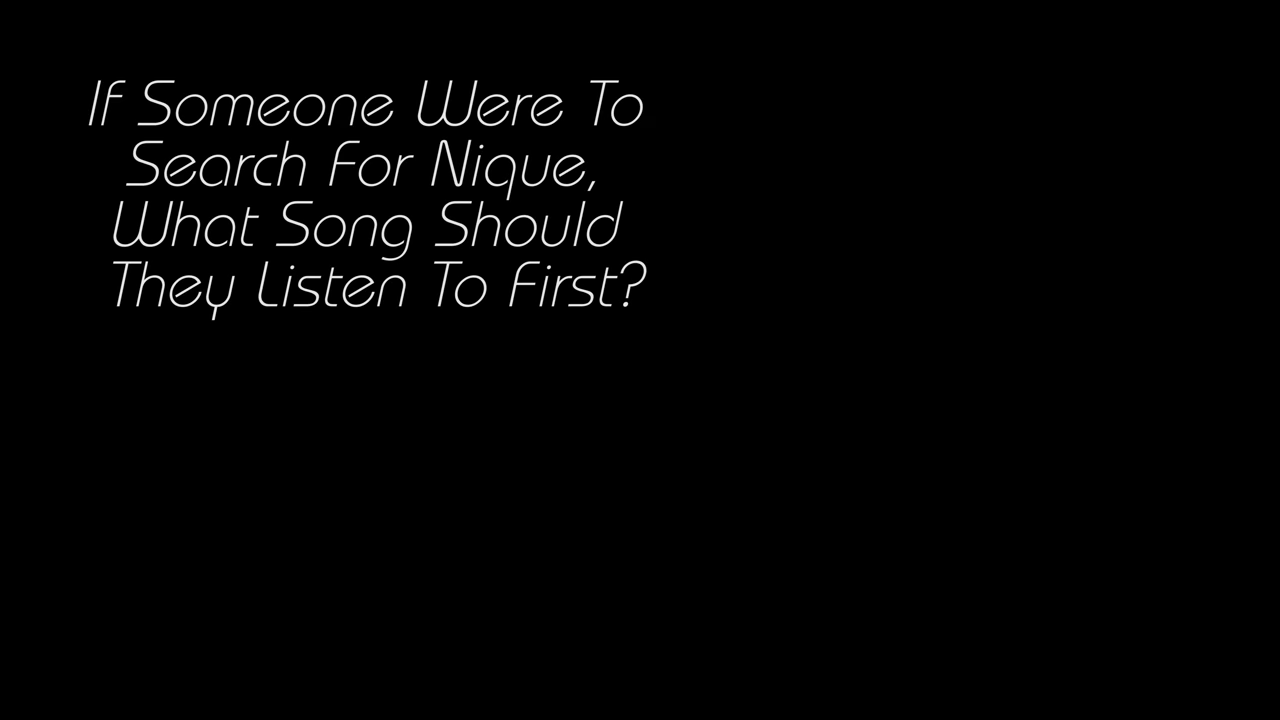 If Someone Were To
Search For Nique,
What Song Should
They Listen To First?